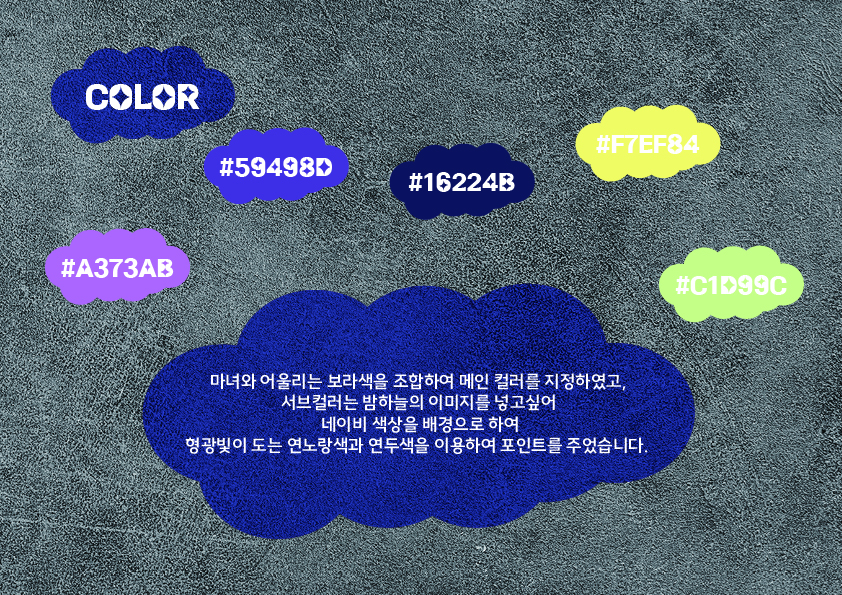 COLOR
#59498D
#16224B
#F7EF84
#A373AB
#C1D99C
마녀와 어울리는 보라색을 조합하여 메인 컬러를 지정하였고,
서브컬러는 밤하늘의 이미지를 넣고싶어
네이비 색상을 배경으로 하여
형광빛이 도는 연노랑색과 연두색을 이용하여 포인트를 주었습니다.